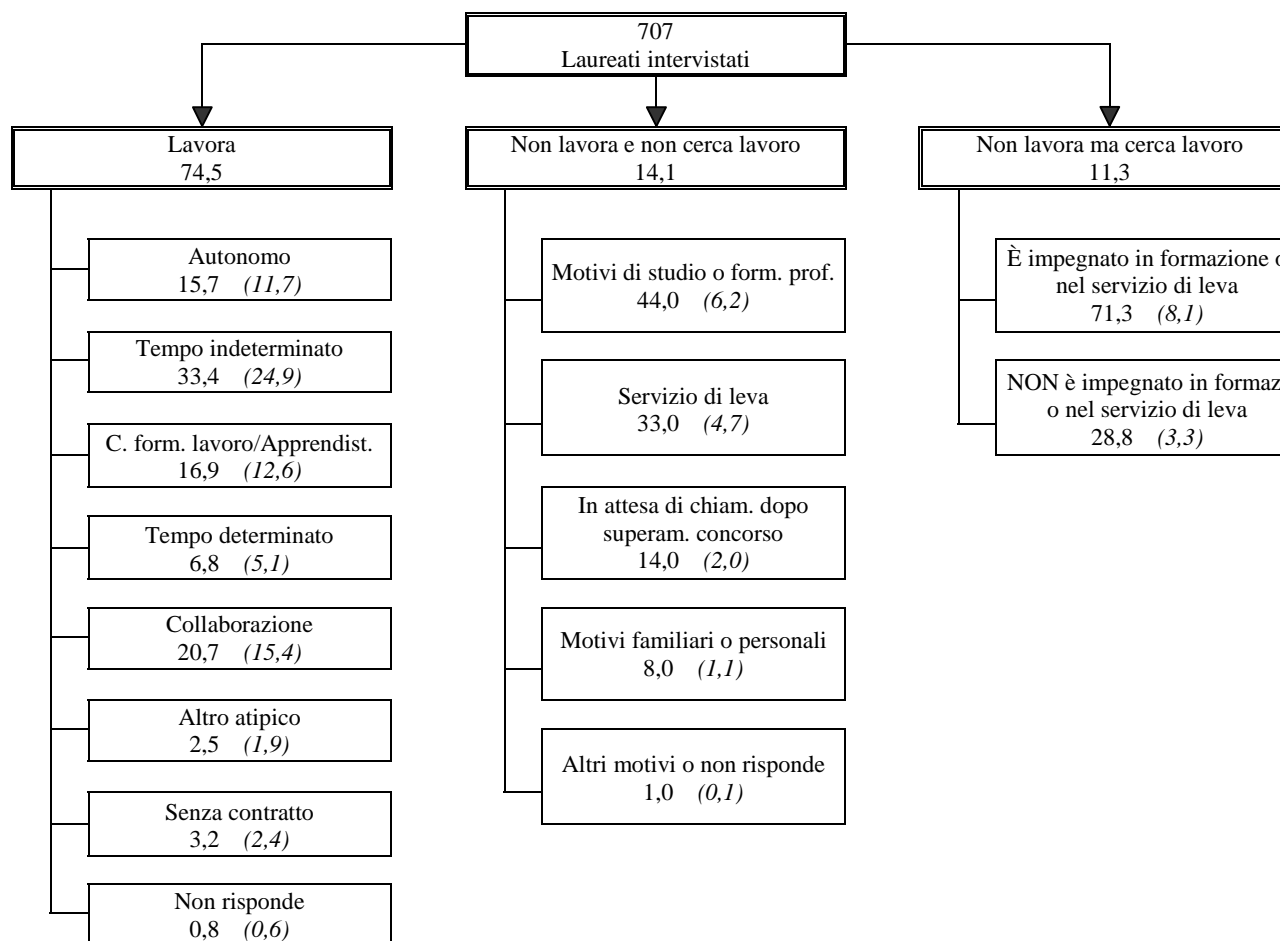 707
Laureati intervistati
Lavora
74,5
Autonomo
15,7 (11,7)
Tempo indeterminato
33,4 (24,9)
C. form. lavoro/Apprendist.
16,9 (12,6)
Tempo determinato
6,8 (5,1)
Collaborazione
20,7 (15,4)
Altro atipico
2,5 (1,9)
Senza contratto
3,2 (2,4)
Non risponde
0,8 (0,6)
Non lavora e non cerca lavoro
14,1
Motivi di studio o form. prof.
44,0 (6,2)
Servizio di leva
33,0 (4,7)
In attesa di chiam. dopo
superam. concorso
14,0 (2,0)
Motivi familiari o personali
8,0 (1,1)
Altri motivi o non risponde
1,0 (0,1)
Non lavora ma cerca lavoro
11,3
È impegnato in formazione o
nel servizio di leva
71,3 (8,1)
NON è impegnato in formaz
o nel servizio di leva
28,8 (3,3)